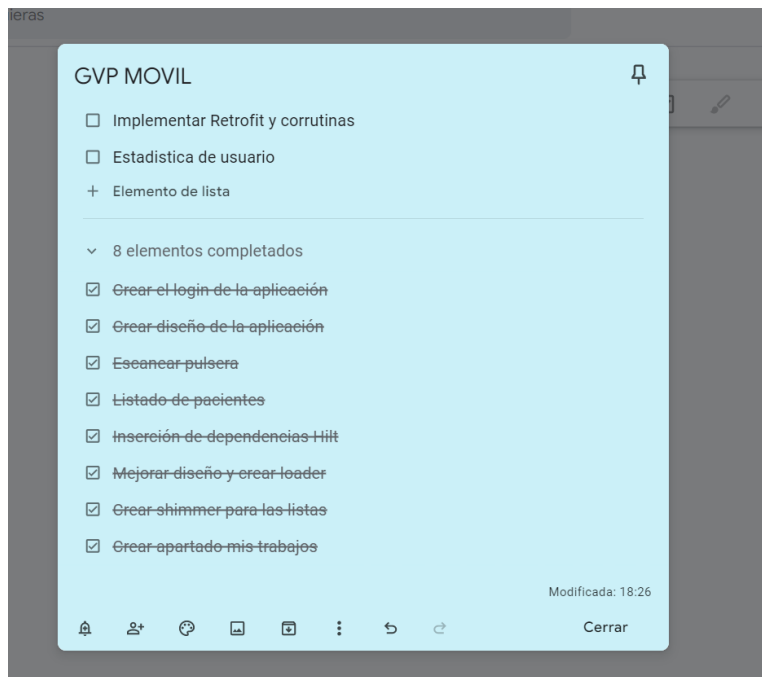 ieras
GVP MOVIL
Implementar Retrofit y corrutinas
Estadistica de usuario
Elemento de lista
8 elementos completados
Crear el login de la aplicación
Crear diseño de la aplicación
Escanear pulsera
Listado de pacientes
Inserción de dependencias Hilt
Mejorar diseño y crear loader
Crear shimmer para las listas
Crear apartado mis trabajos
Modificada: 18:26
Cerrar